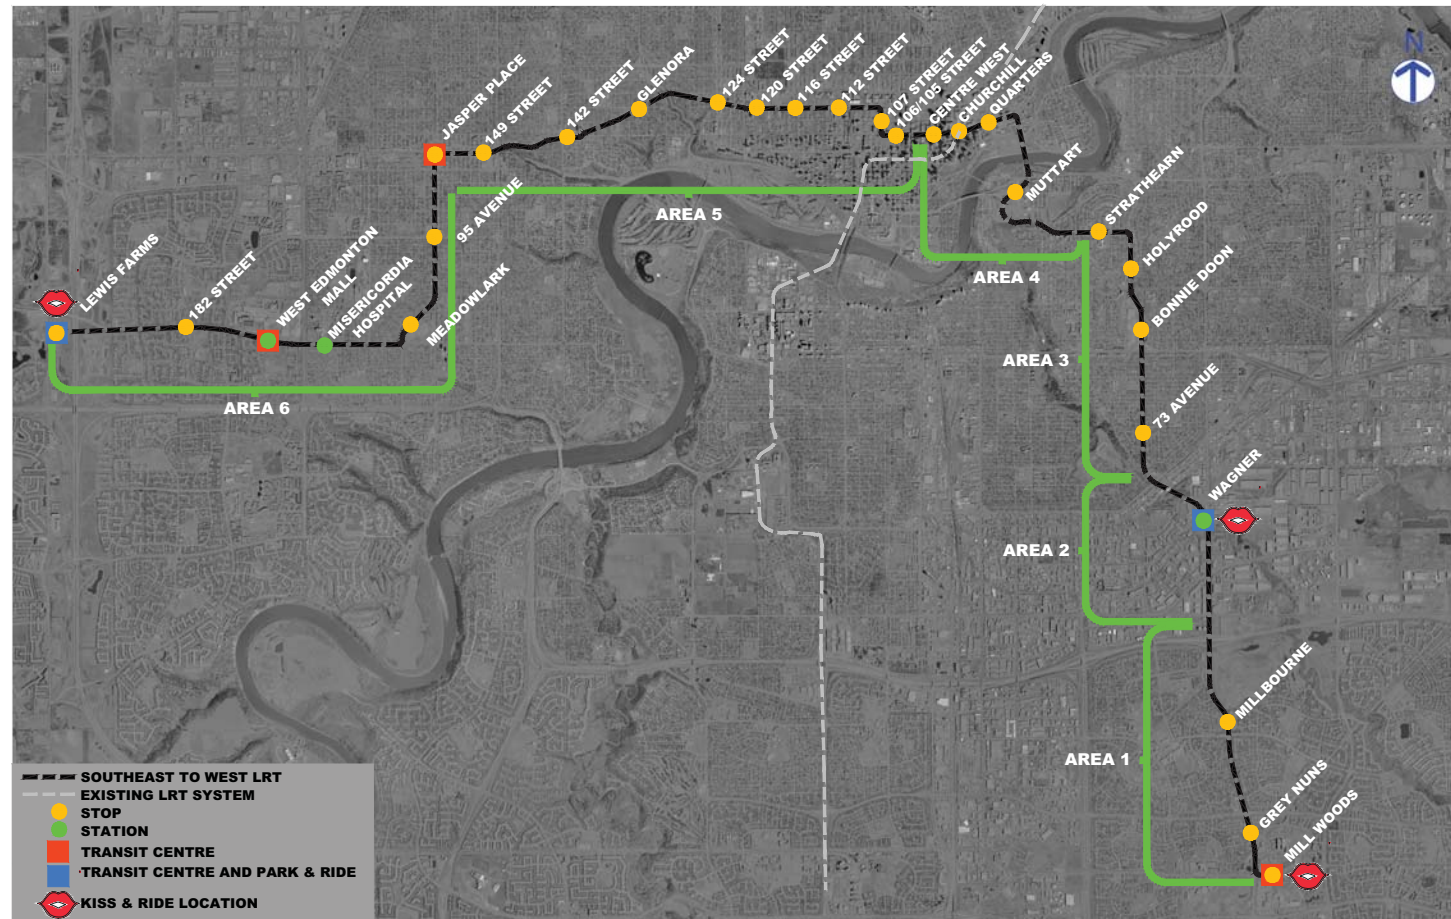 N
JASPER PLACE
149 STREET
142 STREET
GLENORA
124 STREET
120 STREET
116 STREET
112 STREET
107 STREET
106/105 STREET
CENTRE WEST
CHURCHILL
QUARTERS
MUTTART
STRATHEARN
HOLYROOD
BONNIE DOON
73 AVENUE
WAGNER
MILLBOURNE
GREY NUNS
MILL WOODS
95 AVENUE
MEADOWLARK
MISERICORDIA
HOSPITAL
WEST EDMONTON
MALL
182 STREET
LEWIS FARMS
AREA 5
AREA 4
AREA 3
AREA 6
AREA 2
AREA 1
SOUTHEAST TO WEST LRT
EXISTING LRT SYSTEM
STOP
STATION
TRANSIT CENTRE
TRANSIT CENTRE AND PARK & RIDE
KISS & RIDE LOCATION